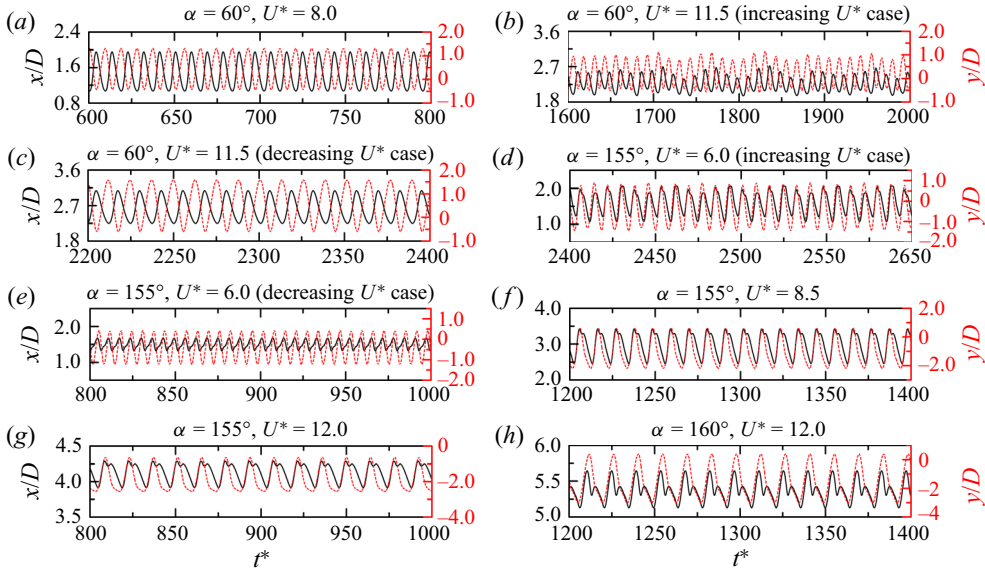 (a) α = 60°, U* = 8.0
x/D
2.4
1.6
0.8
2.0
1.0
0
−1.0
600 650 700 750 800
(b) α = 60°, U* = 11.5 (increasing U* case)
3.6
2.7
1.8
2.0
1.0
0
−1.0
y/D
1600 1700 1800 1900 2000
(c) α = 60°, U* = 11.5 (decreasing U* case)
x/D
3.6
2.7
1.8
2.0
1.0
0
−1.0
2200 2250 2300 2350 2400
(d) α = 155°, U* = 6.0 (increasing U* case)
2.0
1.0
1.0
0
−1.0
−2.0
y/D
2400 2450 2500 2550 2650
(e) α = 155°, U* = 6.0 (decreasing U* case)
x/D
2.0
1.0
1.0
0
−1.0
−2.0
800 850 900 950 1000
(f) α = 155°, U* = 8.5
4.0
3.0
2.0
2.0
0
−2.0
−4.0
y/D
1200 1250 1300 1350 1400
(g) α = 155°, U* = 12.0
x/D
4.5
4.0
3.5
0
−2.0
−4.0
800 850 900 950 1000
t*
(h) α = 160°, U* = 12.0
6.0
5.5
5.0
0
−2
−4
y/D
1200 1250 1300 1350 1400
t*